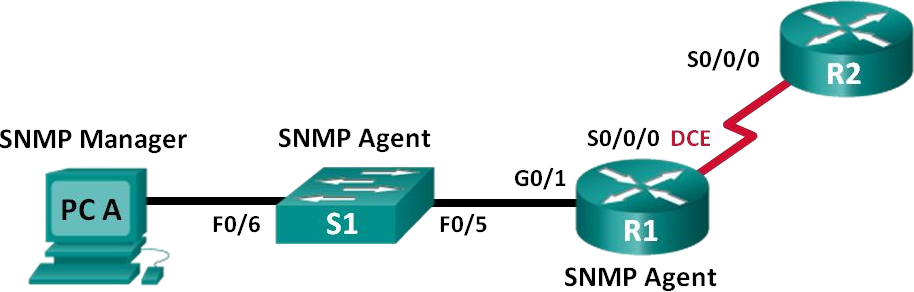 R2
S0/0/0
SNMP Manager
SNMP Agent
S0/0/0 DCE
G0/1
PC A
F0/6
S1
F0/5
R1
SNMP Agent